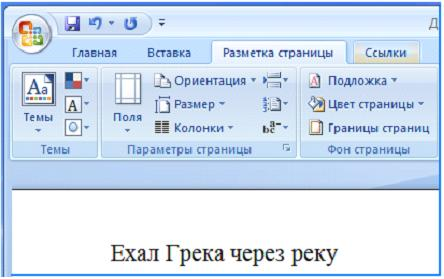 Главная Вставка Разметка страницы Ссылки
Aa Ориентация Подложка
A Размер Цвет страницы
Темы Поля Колонки Границы страниц
Темы Параметры страницы Фон страницы
Ехал Грека через реку